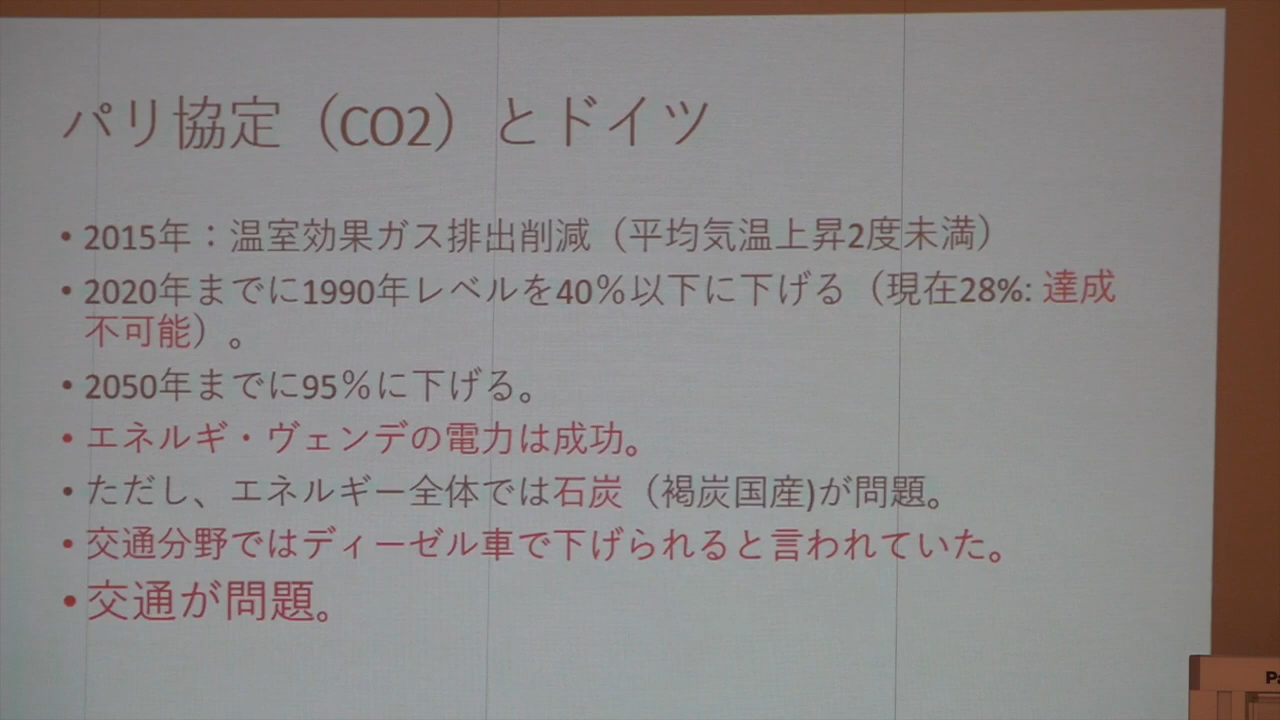 パリ協定（CO2）とドイツ
• 2015年：温室効果ガス排出削減（平均気温上昇2度未満）
• 2020年までに1990年レベルを40％以下に下げる（現在28%: 達成
不可能）。
• 2050年までに95％に下げる。
• エネルギ・ヴェンデの電力は成功。
• ただし、エネルギー全体では石炭（褐炭国産)が問題。
• 交通分野ではディーゼル車で下げられると言われていた。
• 交通が問題。